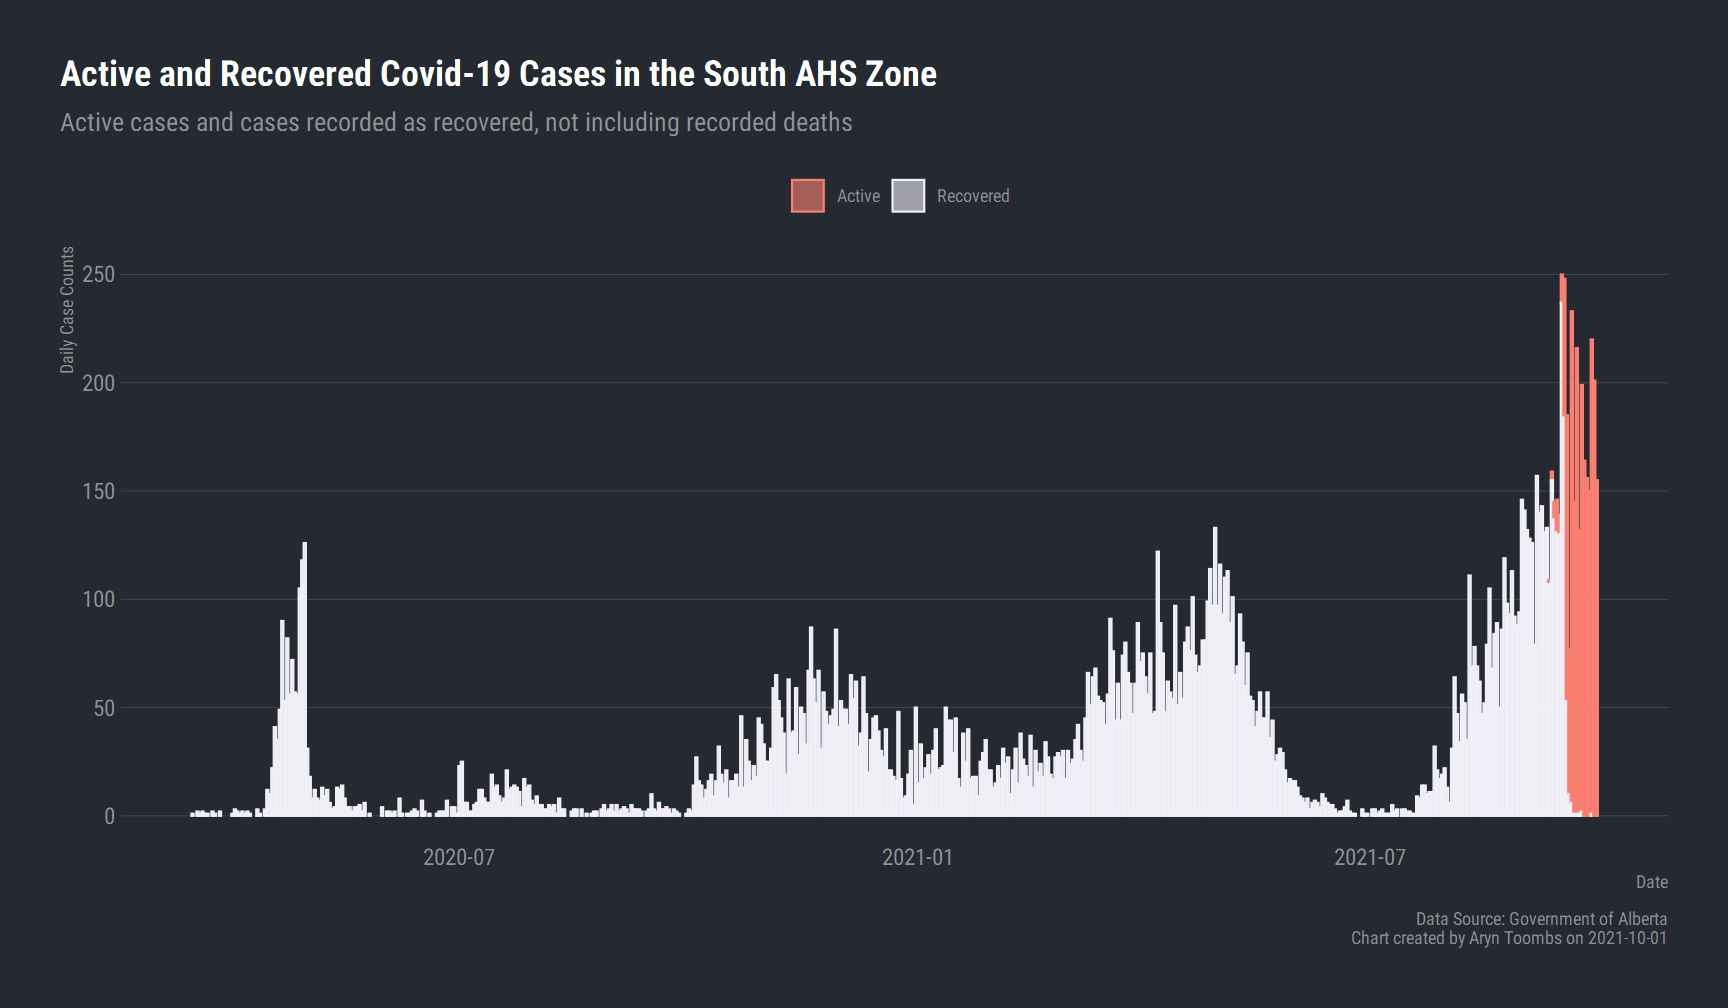 Active and Recovered Covid-19 Cases in the South AHS Zone
Active cases and cases recorded as recovered, not including recorded deaths
Active
Recovered
Daily Case Counts
250
200
150
100
50
0
2020-07
2021-01
2021-07
Date
Data Source: Government of Alberta
Chart created by Aryn Toombs on 2021-10-01